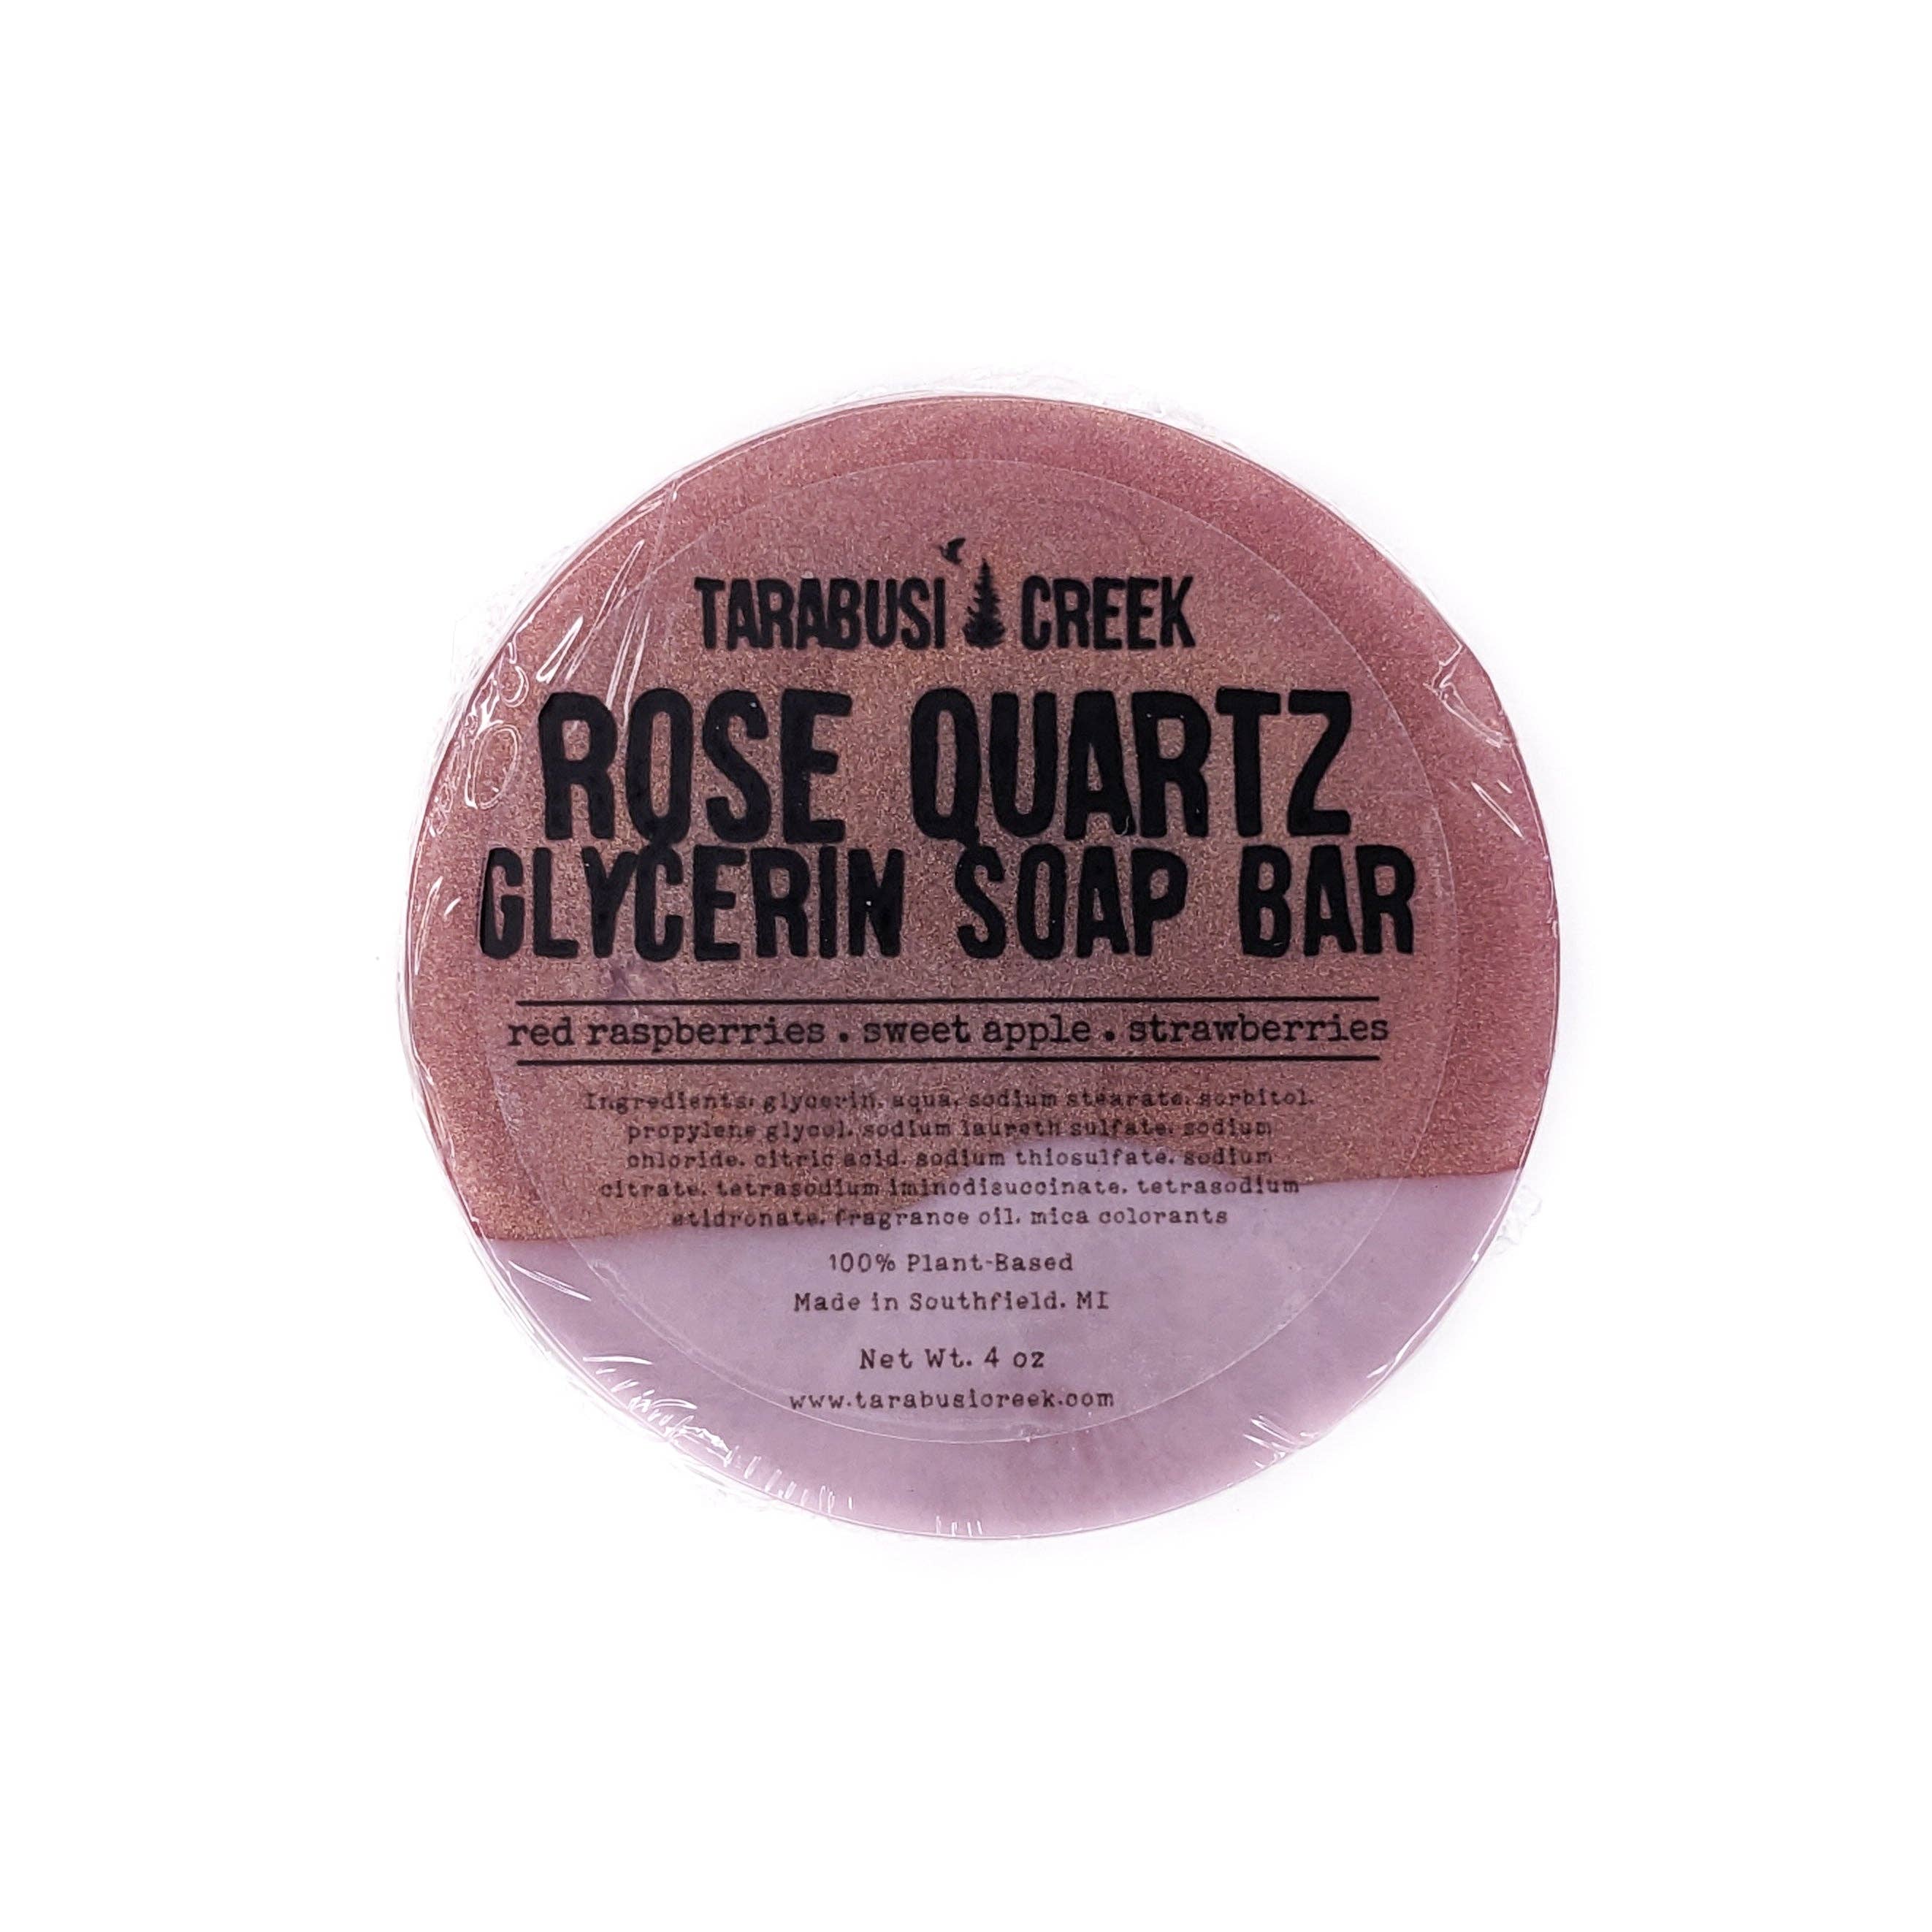 TARABUSI CREEK
ROSE QUARTZ
GLYCERIN SOAP BAR
red raspberries . sweet apple . strawberries
Ingredients: glycerin, aqua, sodium stearate, sorbitol,
propylene glycol, sodium laureth sulfate, sodium
chloride, citric acid, sodium thiosulfate, sodium
citrate, tetrasodium iminodisuccinate, tetrasodium
etidronate, fragrance oil, mica colorants
100% Plant-Based
Made in Southfield, MI
Net Wt. 4 oz
www.tarabusicreek.com